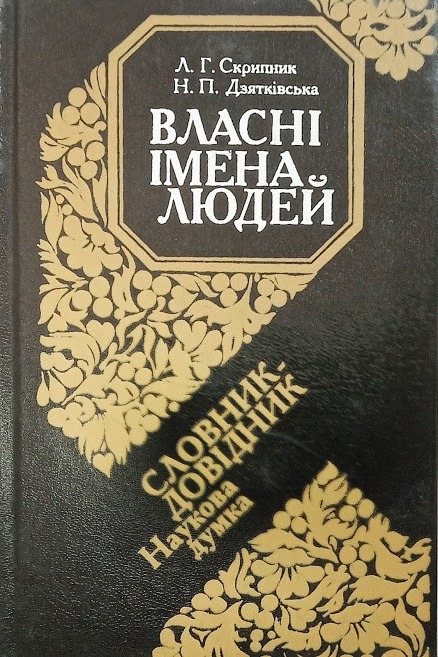 Л. Г. Скрипник
Н. П. Дзятківська
ВЛАСНІ
ІМЕНА
ЛЮДЕЙ
СЛОВНИК-
ДОВІДНИК
Наукова
думка